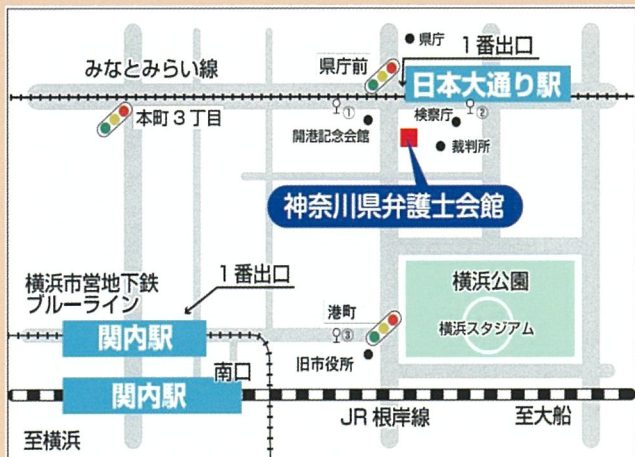 県庁
1番出口
県庁前
みなとみらい線
日本大通り駅
本町3丁目
①
開港記念会館
検察庁
②
裁判所
神奈川県弁護士会館
横浜市営地下鉄
ブルーライン
1番出口
関内駅
港町
③
旧市役所
横浜公園
横浜スタジアム
南口
関内駅
JR根岸線
至大船
至横浜